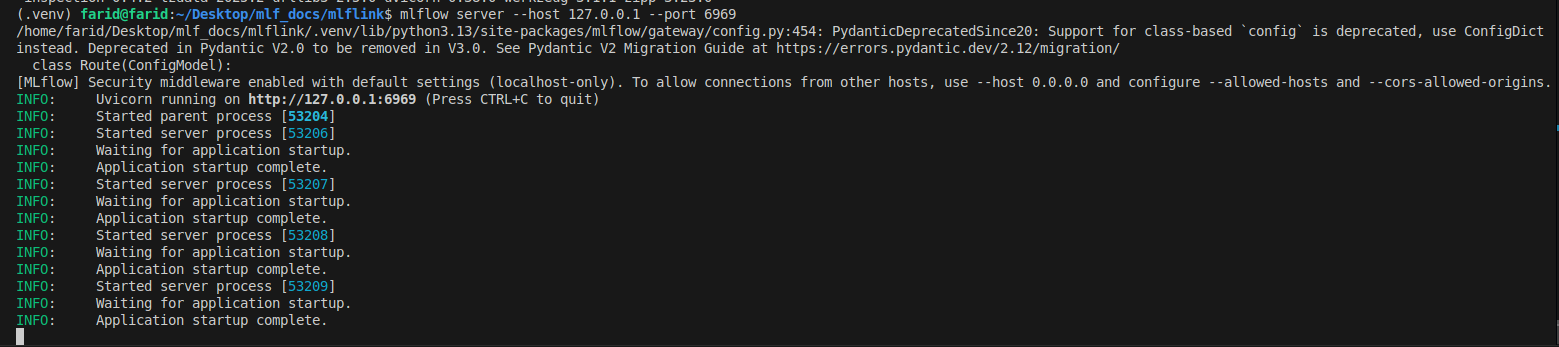 (.venv) farid@farid:~/Desktop/mlf_docs/mlflink$ mlflow server --host 127.0.0.1 --port 6969
/home/farid/Desktop/mlf_docs/mlflink/.venv/lib/python3.13/site-packages/mlflow/gateway/config.py:454: PydanticDeprecatedSince20: Support for class-based `config` is deprecated, use ConfigDict
instead. Deprecated in Pydantic V2.0 to be removed in V3.0. See Pydantic V2 Migration Guide at https://errors.pydantic.dev/2.12/migration/
  class Route(ConfigModel):
[MLflow] Security middleware enabled with default settings (localhost-only). To allow connections from other hosts, use --host 0.0.0.0 and configure --allowed-hosts and --cors-allowed-origins.
INFO:     Uvicorn running on http://127.0.0.1:6969 (Press CTRL+C to quit)
INFO:     Started parent process [53204]
INFO:     Started server process [53206]
INFO:     Waiting for application startup.
INFO:     Application startup complete.
INFO:     Started server process [53207]
INFO:     Waiting for application startup.
INFO:     Application startup complete.
INFO:     Started server process [53208]
INFO:     Waiting for application startup.
INFO:     Application startup complete.
INFO:     Started server process [53209]
INFO:     Waiting for application startup.
INFO:     Application startup complete.